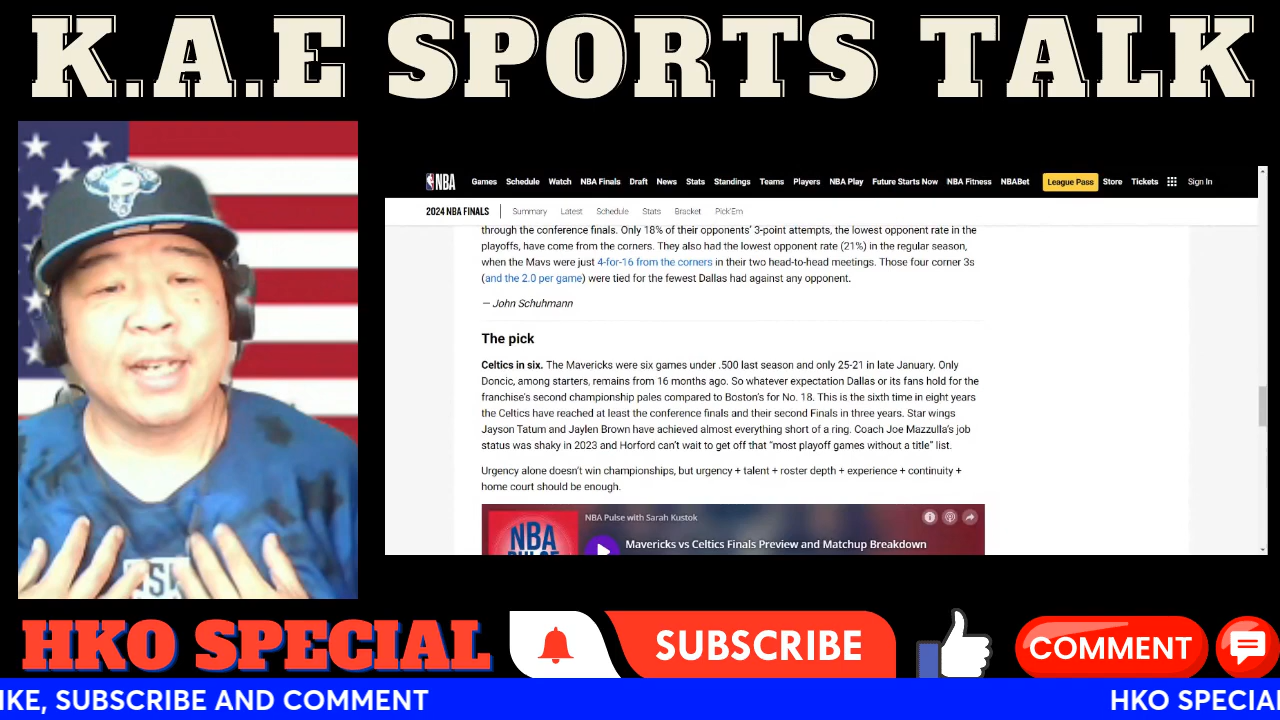 K.A.E SPORTS TALK
NBA Games Schedule Watch NBA Finals Draft News Stats Standings Teams Players NBA Play Future Starts Now NBA Fitness NBABet League Pass Store Tickets Sign In
2024 NBA FINALS Summary Latest Schedule Stats Bracket Pick'Em
through the conference finals. Only 18% of their opponents' 3-point attempts, the lowest opponent rate in the
playoffs, have come from the corners. They also had the lowest opponent rate (21%) in the regular season,
when the Mavs were just 4-for-16 from the corners in their two head-to-head meetings. Those four corner 3s
(and the 2.0 per game) were tied for the fewest Dallas had against any opponent.
— John Schuhmann
The pick
Celtics in six. The Mavericks were six games under .500 last season and only 25-21 in late January. Only
Doncic, among starters, remains from 16 months ago. So whatever expectation Dallas or its fans hold for the
franchise's second championship pales compared to Boston's for No. 18. This is the sixth time in eight years
the Celtics have reached at least the conference finals and their second Finals in three years. Star wings
Jayson Tatum and Jaylen Brown have achieved almost everything short of a ring. Coach Joe Mazzulla's job
status was shaky in 2023 and Horford can't wait to get off that "most playoff games without a title" list.
Urgency alone doesn't win championships, but urgency + talent + roster depth + experience + continuity +
home court should be enough.
NBA Pulse with Sarah Kustok
NBA
Mavericks vs Celtics Finals Preview and Matchup Breakdown
HKO SPECIAL
SUBSCRIBE
COMMENT
IKE, SUBSCRIBE AND COMMENT
HKO SPECIAL